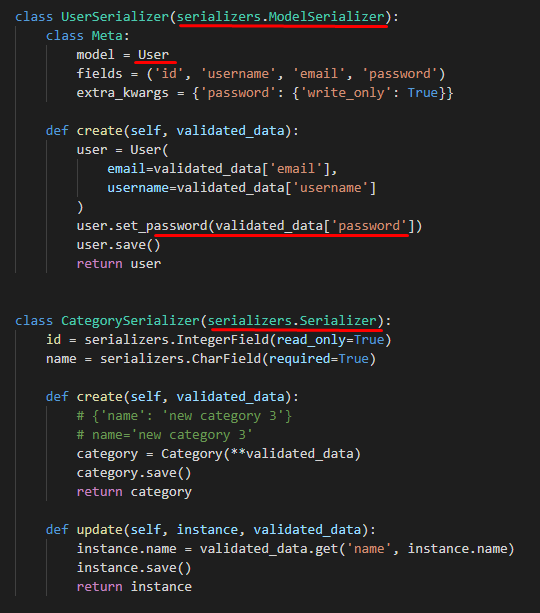 class UserSerializer(serializers.ModelSerializer):
    class Meta:
        model = User
        fields = ('id', 'username', 'email', 'password')
        extra_kwargs = {'password': {'write_only': True}}

    def create(self, validated_data):
        user = User(
            email=validated_data['email'],
            username=validated_data['username']
        )
        user.set_password(validated_data['password'])
        user.save()
        return user

class CategorySerializer(serializers.Serializer):
    id = serializers.IntegerField(read_only=True)
    name = serializers.CharField(required=True)

    def create(self, validated_data):
        # {'name': 'new category 3'}
        # name='new category 3'
        category = Category(**validated_data)
        category.save()
        return category

    def update(self, instance, validated_data):
        instance.name = validated_data.get('name', instance.name)
        instance.save()
        return instance